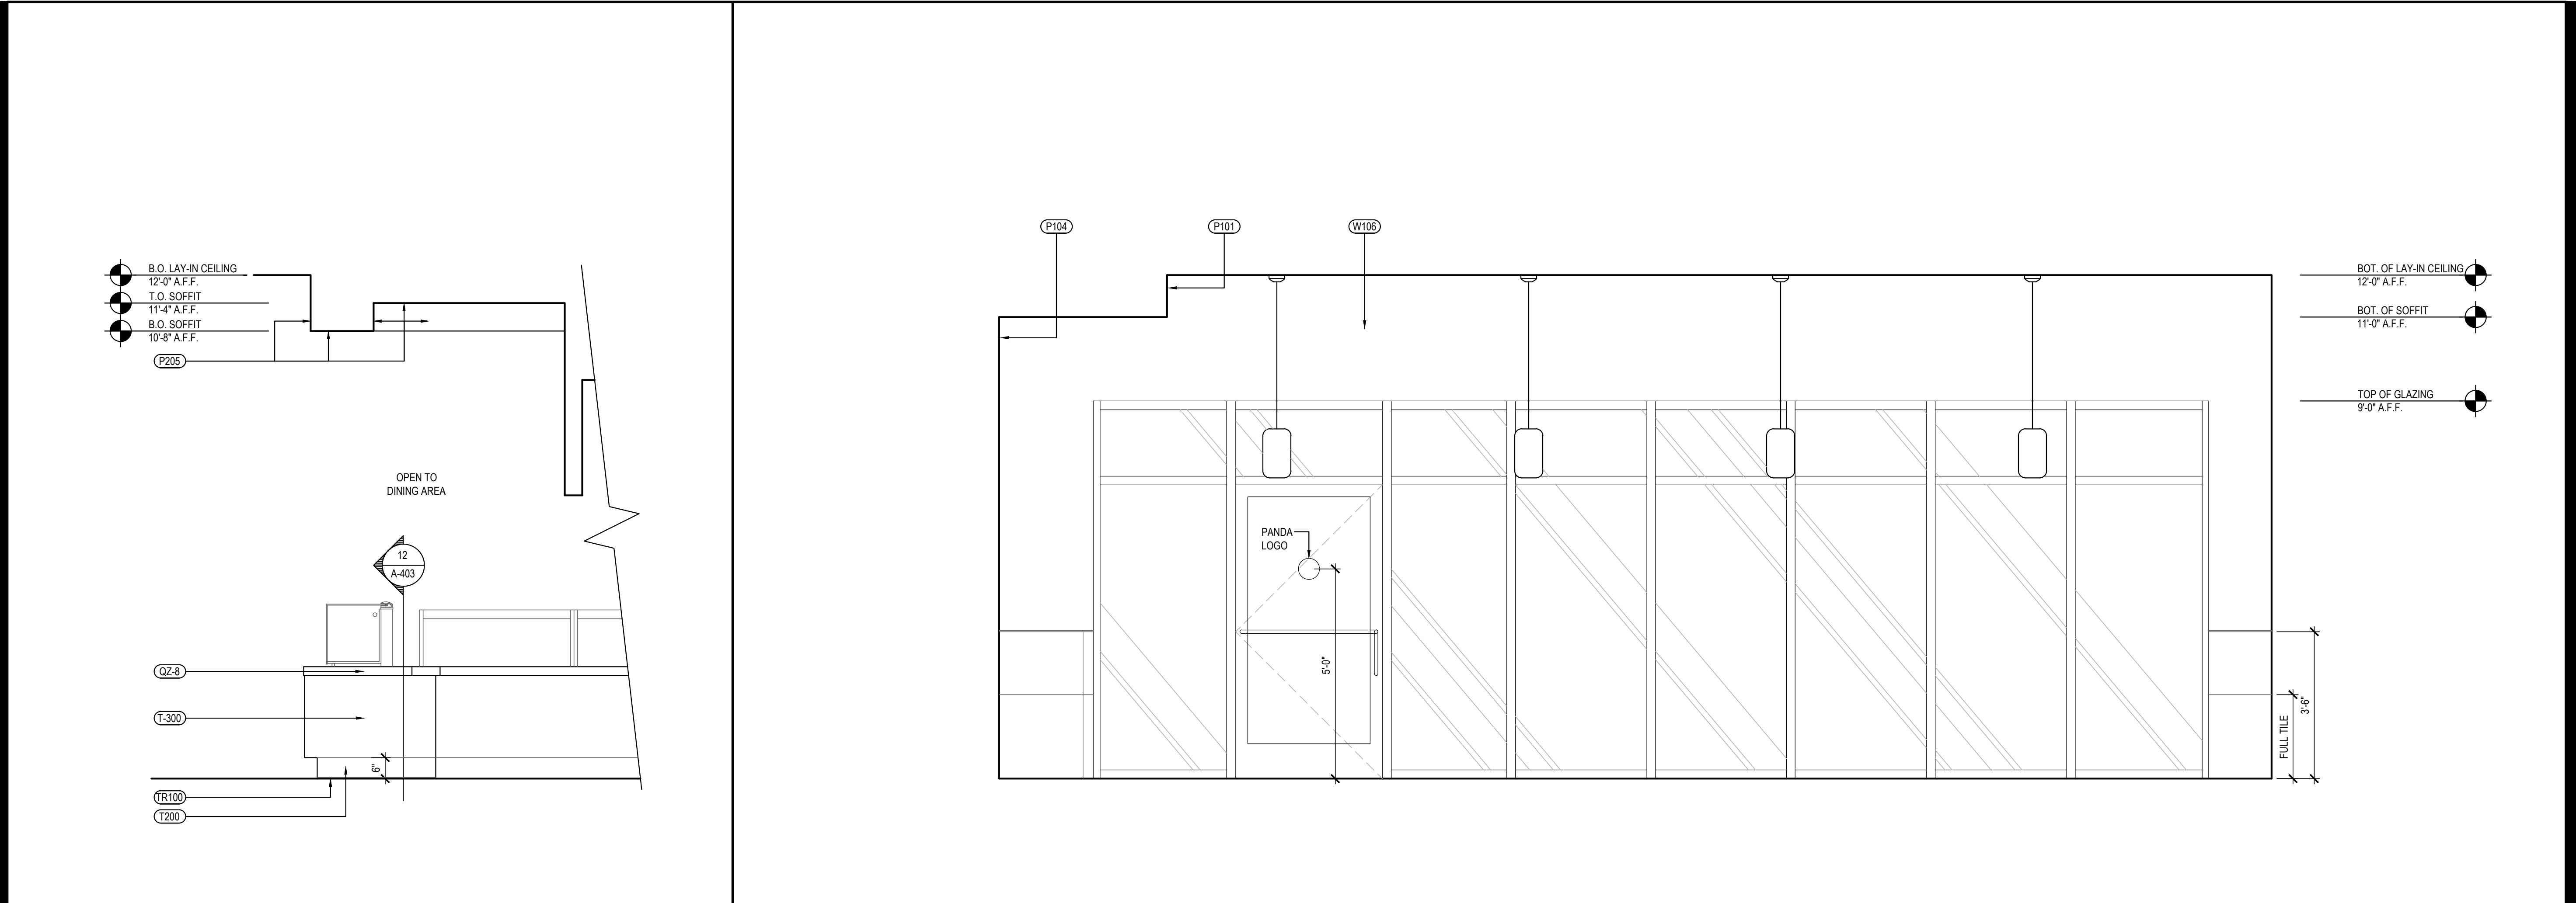 B.O. LAY-IN CEILING
12'-0" A.F.F.
T.O. SOFFIT
11'-4" A.F.F.
B.O. SOFFIT
10'-8" A.F.F.
P205
OPEN TO
DINING AREA
12
A-403
QZ-8
T-300
6"
TR100
T200
P104
P101
W106
PANDA
LOGO
5'-0"
BOT. OF LAY-IN CEILING
12'-0" A.F.F.
BOT. OF SOFFIT
11'-0" A.F.F.
TOP OF GLAZING
9'-0" A.F.F.
FULL TILE
3'-6"